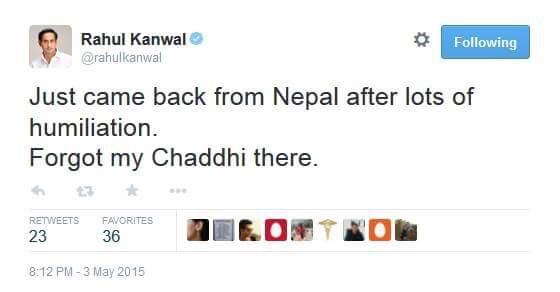 Rahul Kanwal
@rahulkanwal
Following
Just came back from Nepal after lots of
humiliation.
Forgot my Chaddhi there.
RETWEETS
23
FAVORITES
36
8:12 PM - 3 May 2015